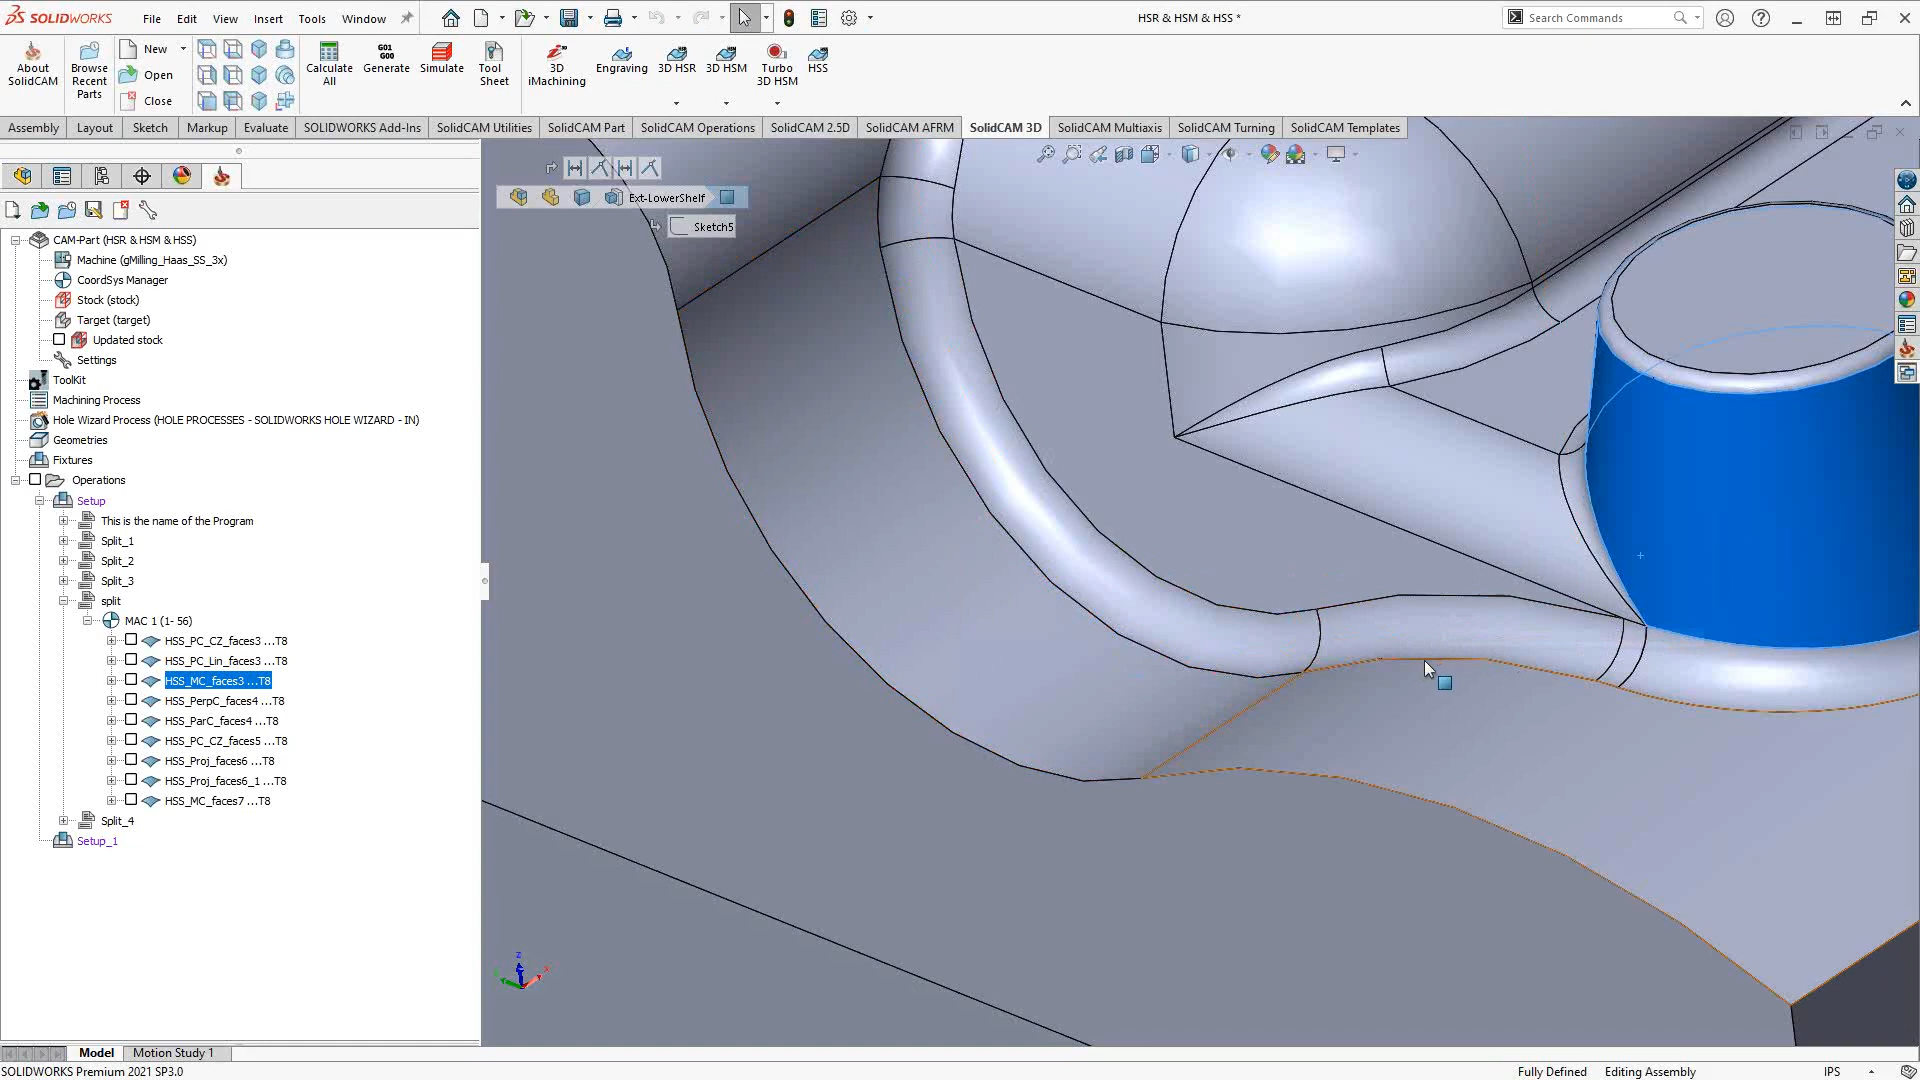 SOLIDWORKS File Edit View Insert Tools Window HSR & HSM & HSS * Search Commands
About SolidCAM
Browse Recent Parts
New
Open
Close
Calculate All
G01 G00
Generate
Simulate
Tool Sheet
3D iMachining
Engraving
3D HSR
3D HSM
Turbo 3D HSM
HSS
Assembly Layout Sketch Markup Evaluate SOLIDWORKS Add-Ins SolidCAM Utilities SolidCAM Part SolidCAM Operations SolidCAM 2.5D SolidCAM AFRM SolidCAM 3D SolidCAM Multiaxis SolidCAM Turning SolidCAM Templates
Ext-LowerShelf
Sketch5
CAM-Part (HSR & HSM & HSS)
Machine (gMilling_Haas_SS_3x)
CoordSys Manager
Stock (stock)
Target (target)
Updated stock
Settings
ToolKit
Machining Process
Hole Wizard Process (HOLE PROCESSES - SOLIDWORKS HOLE WIZARD - IN)
Geometries
Fixtures
Operations
Setup
This is the name of the Program
Split_1
Split_2
Split_3
split
MAC 1 (1- 56)
HSS_PC_CZ_faces3 ...T8
HSS_PC_Lin_faces3 ...T8
HSS_MC_faces3 ...T8
HSS_PerpC_faces4 ...T8
HSS_ParC_faces4 ...T8
HSS_PC_CZ_faces5 ...T8
HSS_Proj_faces6 ...T8
HSS_Proj_faces6_1 ...T8
HSS_MC_faces7 ...T8
Split_4
Setup_1
Z
X
Model Motion Study 1
SOLIDWORKS Premium 2021 SP3.0 Fully Defined Editing Assembly IPS